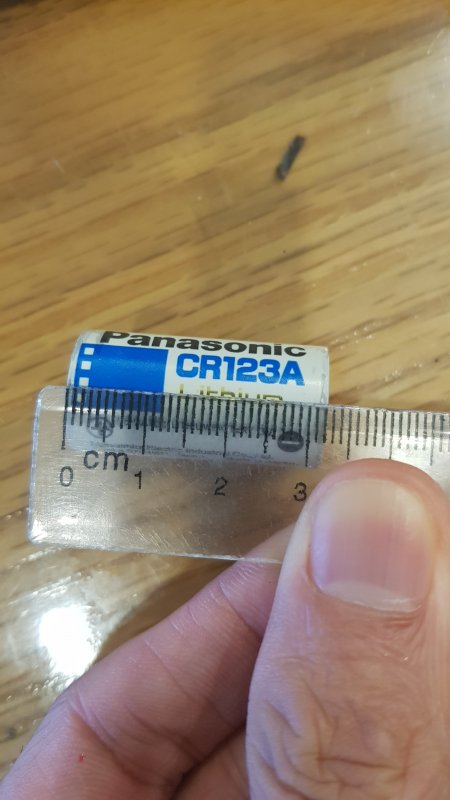 Panasonic
CR123A
Lithium
cm
0 1 2 3